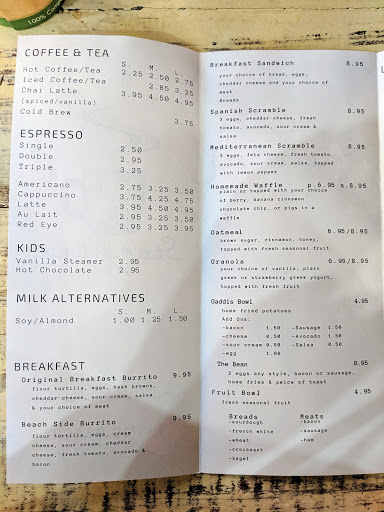 100% Com
COFFEE & TEA
S. M. L.
Hot Coffee/Tea 2.25 2.50 2.75
Iced Coffee/Tea 2.85 3.25
Chai Latte 3.95 4.50 4.95
(spiced/vanilla)
Cold Brew 3.75
ESPRESSO
Single 2.50
Double 2.95
Triple 3.25
Americano 2.75 3.25 3.50
Cappuccino 3.75 4.25 4.75
Latte 3.95 4.50 4.95
Au Lait 2.95 3.25 3.50
Red Eye 2.95 3.25 3.50
KIDS
Vanilla Steamer 2.95
Hot Chocolate 2.95
MILK ALTERNATIVES
S M L
Soy/Almond 1.00 1.25 1.50
BREAKFAST
Original Breakfast Burrito 9.95
flour tortilla, eggs, hash browns,
cheddar cheese, sour cream, salsa
& your choice of meat
Beach Side Burrito 9.95
flour tortilla, eggs, cream
cheese, sour cream, cheddar
cheese, fresh tomato, avocado &
bacon
Breakfast Sandwich 8.95
your choice of bread, eggs,
cheddar cheese and your choice of
meat
Breads
Spanish Scramble 8.95
3 eggs, cheddar cheese, fresh
tomato, avocado, sour cream &
salsa
Mediterranean Scramble 8.95
3 eggs, feta cheese, fresh tomato,
avocado, sour cream, salsa, topped
with lemon pepper
Homemade Waffle p.6.95 s.8.95
plain or topped with your choice
of berry, banana cinnamon
chocolate chip, or pigs in a
waffle
Oatmeal 6.95/8.95
brown sugar, cinnamon, honey,
topped with fresh seasonal fruit
Granola 6.95/8.95
your choice of vanilla, plain
greek or strawberry greek yogurt,
topped with fresh fruit
Gaddis Bowl 4.95
home fried potatoes
Add Ons:
-bacon 1.50 -Sausage 1.50
-cheese 0.50 -Avocado 1.50
-sour cream 0.50 -Salsa 0.50
-egg 1.00
The Bean 8.95
2 eggs any style, bacon or sausage,
home fries & peice of toast
Fruit Bowl 4.95
fresh seasonal fruit
Breads Meats
-sourdough -bacon
-french white -sausage
-wheat -ham
-croissant
-bagel